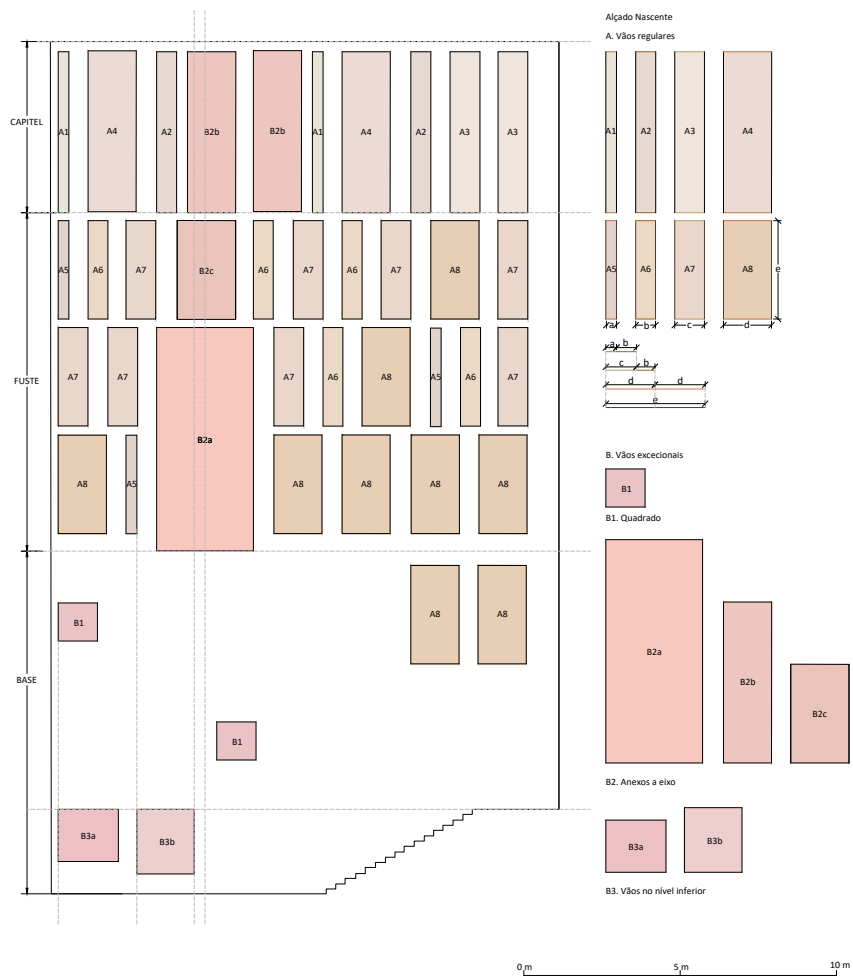 Alçado Nascente
A. Vãos regulares
CAPITEL
A1 A4 A2 B2b B2b A1 A4 A2 A3 A3
A1 A2 A3 A4
FUSTE
A5 A6 A7 B2c A6 A7 A6 A7 A8 A7
A5 A6 A7 A8 e
a b c d
a b
c b
d d
e
A7 A7 B2a A7 A6 A8 A5 A6 A7
A8 A5 A8 A8 A8 A8
B. Vãos excecionais
B1
B1. Quadrado
BASE
A8 A8
B1
B1
B2a B2b B2c
B2. Anexos a eixo
B3a B3b
B3a B3b
B3. Vãos no nível inferior
0 m 5 m 10 m